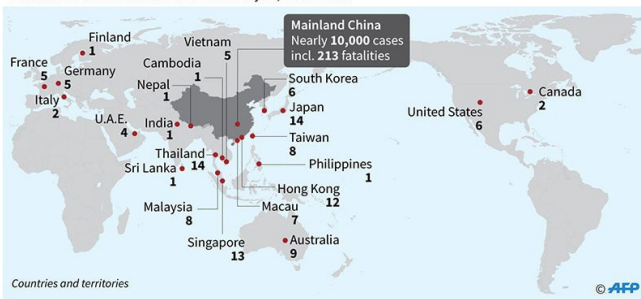 Mainland China
Nearly 10,000 cases
incl. 213 fatalities
Finland
1
France
5
Germany
5
Italy
2
Vietnam
5
Cambodia
1
Nepal
1
South Korea
6
Japan
14
U.A.E.
4
India
1
Taiwan
8
Thailand
14
Sri Lanka
1
Philippines
1
Hong Kong
12
Macau
7
Malaysia
8
Singapore
13
Australia
9
Canada
2
United States
6
Countries and territories
© AFP